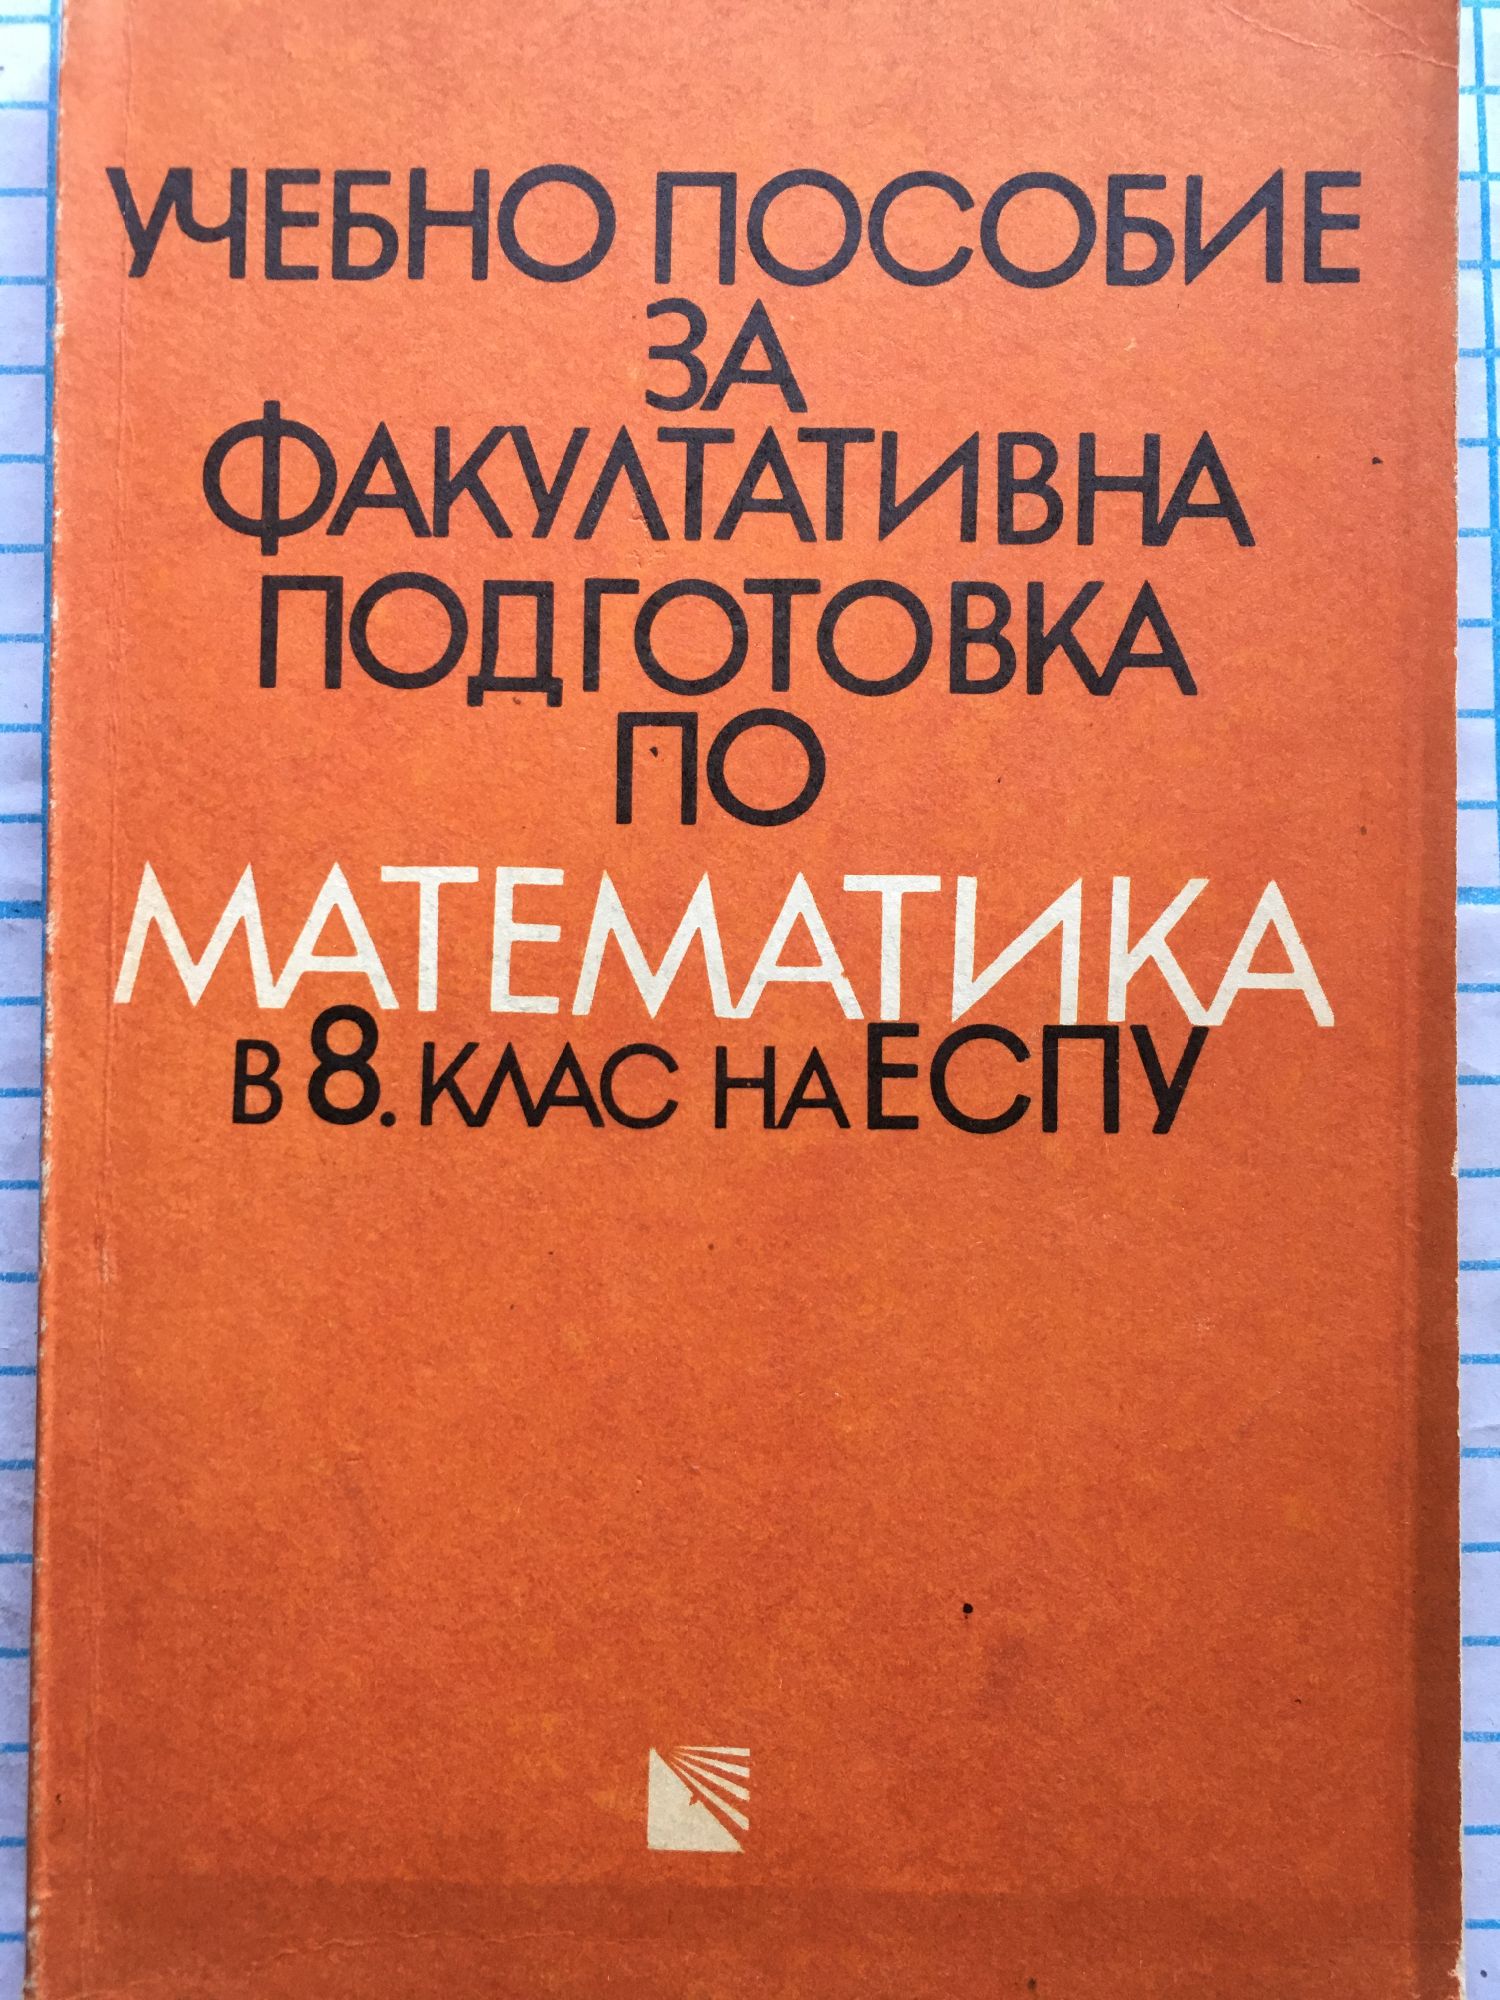 УЧЕБНО ПОСОБИЕ
ЗА
ФАКУЛТАТИВНА
ПОДГОТОВКА
ПО
МАТЕМАТИКА
В 8. КЛАС НА ЕСПУ